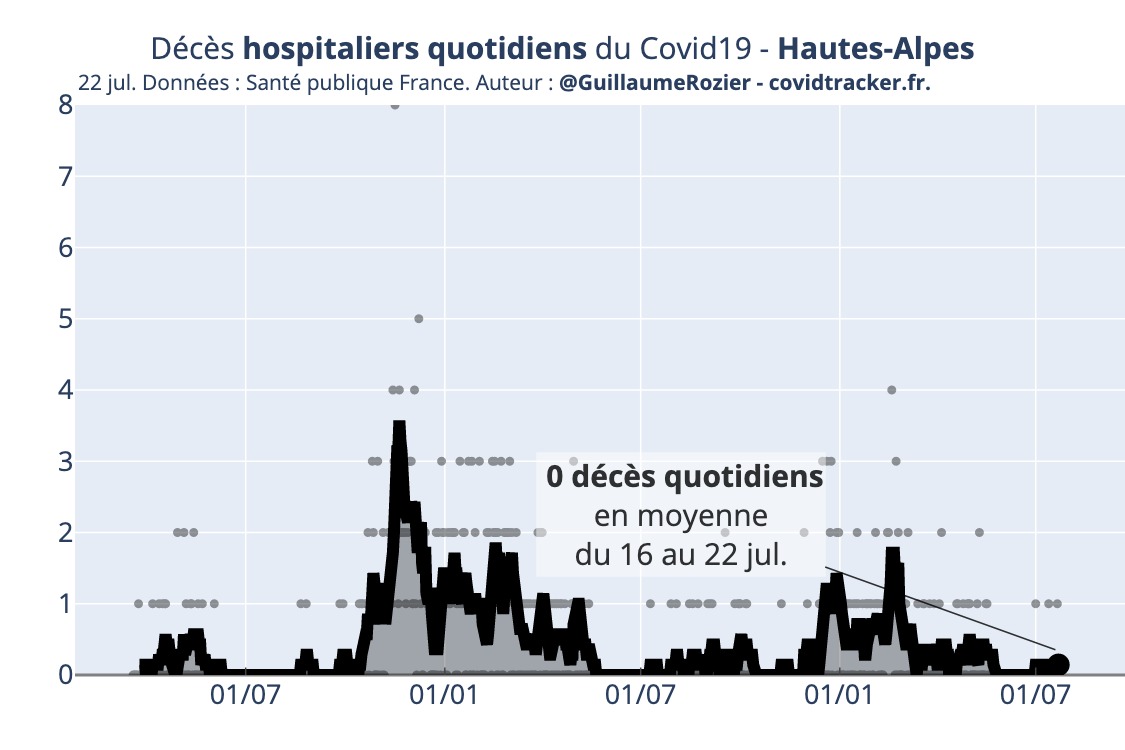 Décès hospitaliers quotidiens du Covid19 - Hautes-Alpes
22 jul. Données : Santé publique France. Auteur : @GuillaumeRozier - covidtracker.fr.
8
7
6
5
4
3
0 décès quotidiens
en moyenne
2
du 16 au 22 jul.
1
0
01/07 01/01 01/07 01/01 01/07